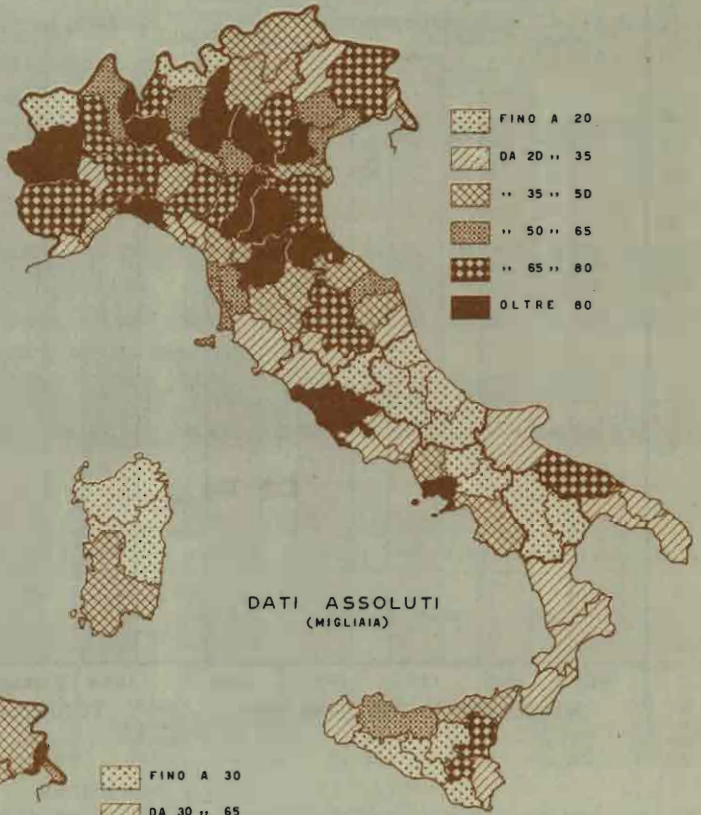 FINO A 20
DA 20 ,, 35
,, 35 ,, 50
,, 50 ,, 65
,, 65 ,, 80
OLTRE 80
DATI ASSOLUTI
(MIGLIAIA)
FINO A 30
DA 30 ,, 65